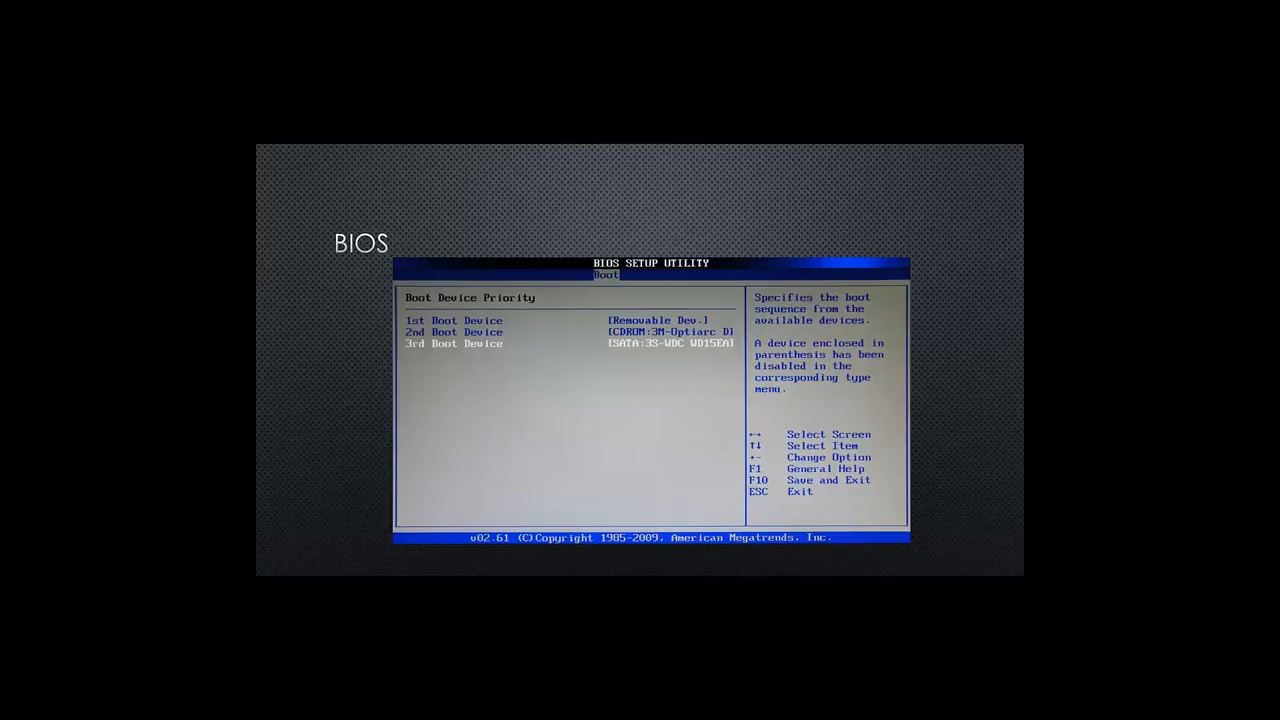 BIOS
BIOS SETUP UTILITY
Boot
Boot Device Priority
1st Boot Device [Removable Dev.]
2nd Boot Device [CDROM:3M-Optiarc D]
3rd Boot Device [SATA:3S-WDC WD15EA]
Specifies the boot
sequence from the
available devices.
A device enclosed in
parenthesis has been
disabled in the
corresponding type
menu.
←→ Select Screen
↑↓ Select Item
+- Change Option
F1 General Help
F10 Save and Exit
ESC Exit
v02.61 (C)Copyright 1985-2009, American Megatrends, Inc.